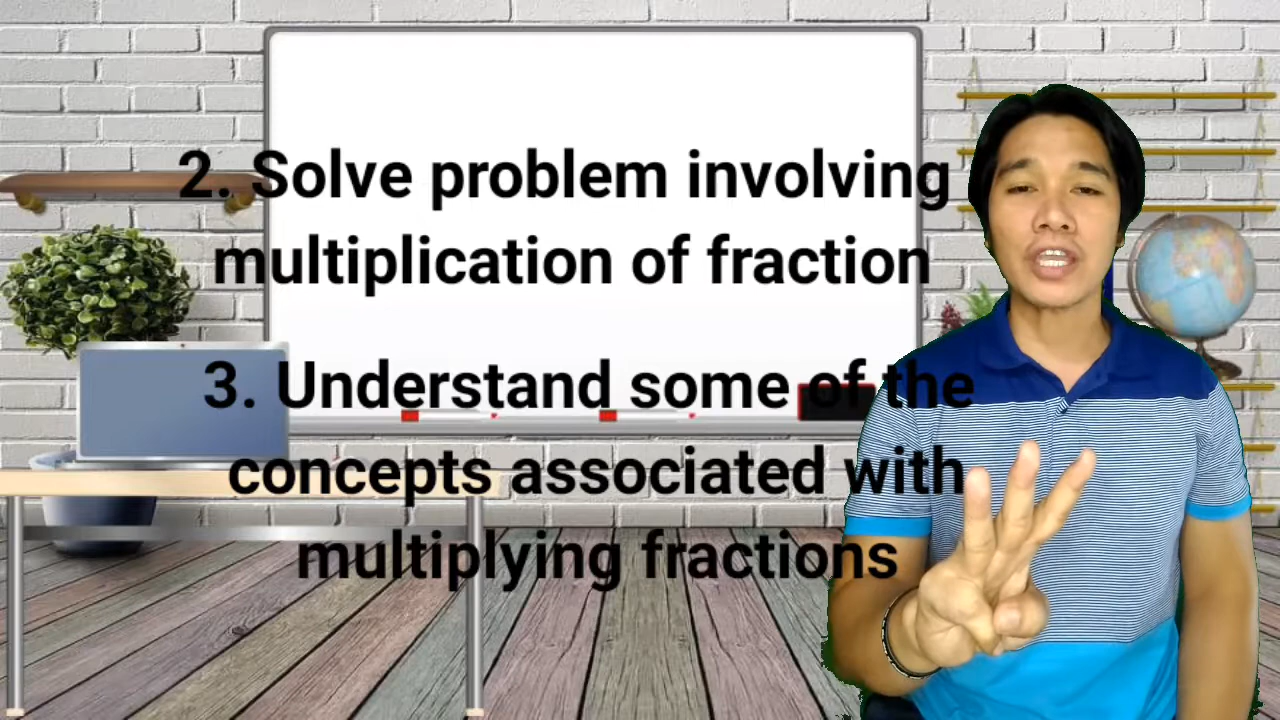 2. Solve problem involving
multiplication of fraction
3. Understand some of the
concepts associated with
multiplying fractions